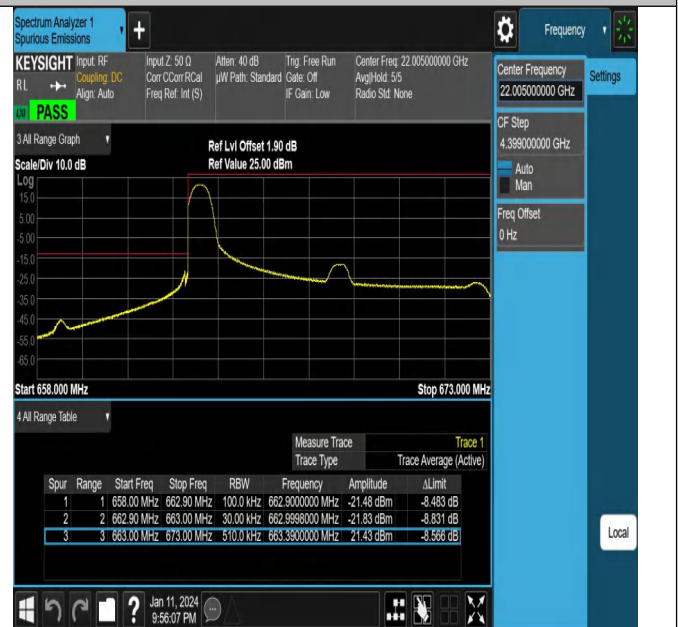 Spectrum Analyzer 1
Spurious Emissions
Frequency
KEYSIGHT
RL
Input: RF
Coupling: DC
Align: Auto
Input Z: 50 Ω
Corr CCorr RCal
Freq Ref: Int (S)
Atten: 40 dB
µW Path: Standard
Trig: Free Run
Gate: Off
IF Gain: Low
Center Freq: 22.005000000 GHz
Avg|Hold: 5/5
Radio Std: None
PASS
Center Frequency
22.005000000 GHz
Settings
CF Step
4.399000000 GHz
Auto
Man
Freq Offset
0 Hz
3 All Range Graph
Scale/Div 10.0 dB
Ref Lvl Offset 1.90 dB
Ref Value 25.00 dBm
Log
15.0
5.00
-5.00
-15.0
-25.0
-35.0
-45.0
-55.0
-65.0
Start 658.000 MHz
Stop 673.000 MHz
4 All Range Table
Measure Trace Trace 1
Trace Type Trace Average (Active)
Spur Range Start Freq Stop Freq RBW Frequency Amplitude ΔLimit
1 1 658.00 MHz 662.90 MHz 100.0 kHz 662.9000000 MHz -21.48 dBm -8.483 dB
2 2 662.90 MHz 663.00 MHz 30.00 kHz 662.9998000 MHz -21.83 dBm -8.831 dB
3 3 663.00 MHz 673.00 MHz 510.0 kHz 663.3900000 MHz 21.43 dBm -8.566 dB
Local
Jan 11, 2024
9:56:07 PM